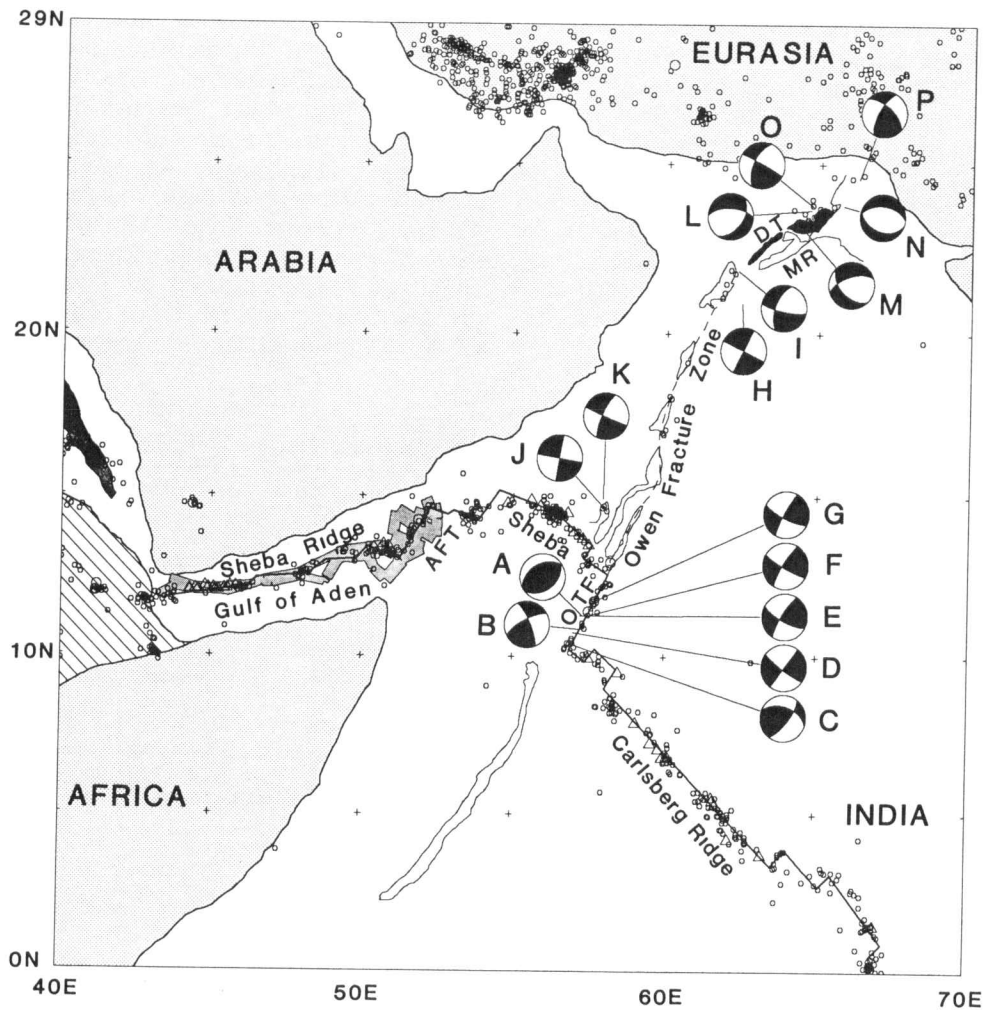 29N
EURASIA
P
O
L
DT
N
ARABIA
MR
M
20N
I
H
K
Owen Fracture Zone
J
G
Sheba Ridge
AFT
Sheba
F
A
Gulf of Aden
OTF
E
B
10N
D
C
Carlsberg Ridge
AFRICA
INDIA
0N
40E
50E
60E
70E